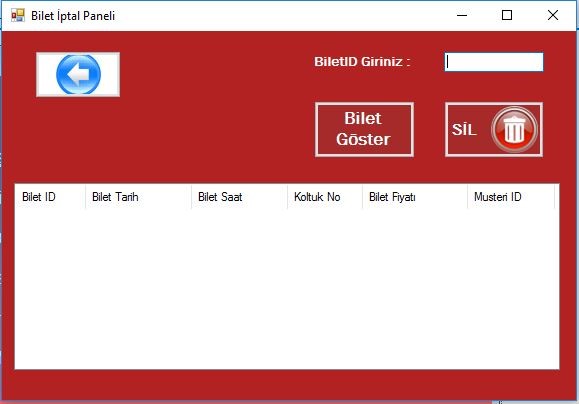 Bilet İptal Paneli
BiletID Giriniz :
Bilet
Göster
SİL
Bilet ID Bilet Tarih Bilet Saat Koltuk No Bilet Fiyatı Musteri ID